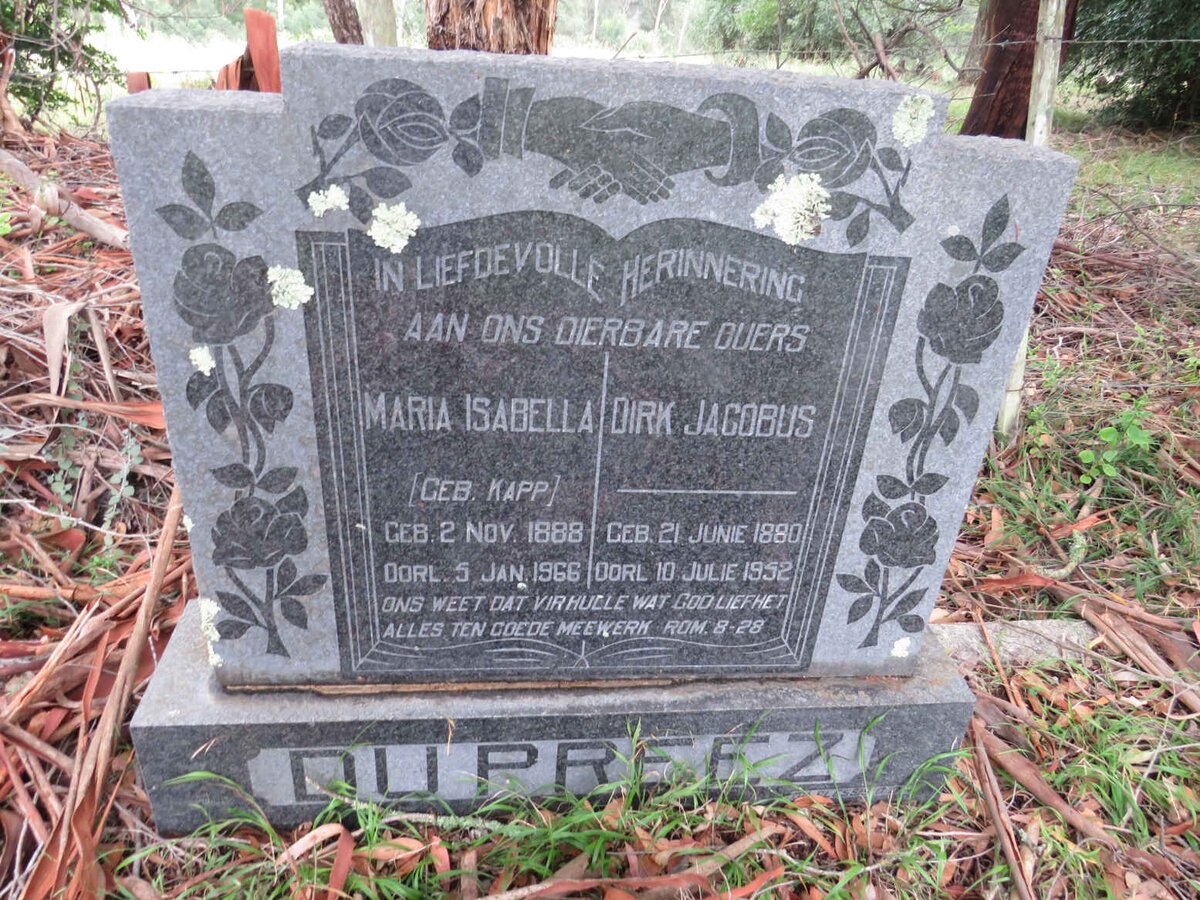 IN LIEFDEVOLLE HERINNERING
AAN ONS DIERBARE OUERS
MARIA ISABELLA
[GEB. KAPP]
GEB. 2 NOV. 1888
OORL. 5 JAN. 1966
DIRK JACOBUS
GEB. 21 JUNIE 1880
OORL 10 JULIE 1952
ONS WEET DAT VIR HULLE WAT GOD LIEFHET
ALLES TEN GOEDE MEEWERK ROM. 8-28
DU PREEZ